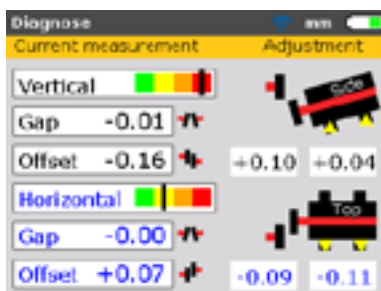 Diagnose mm
Current measurement Adjustment
Vertical
Gap -0.01
Offset -0.16 +0.10 +0.04
Side
Horizontal
Gap -0.00
Top
Offset +0.07 -0.09 -0.11